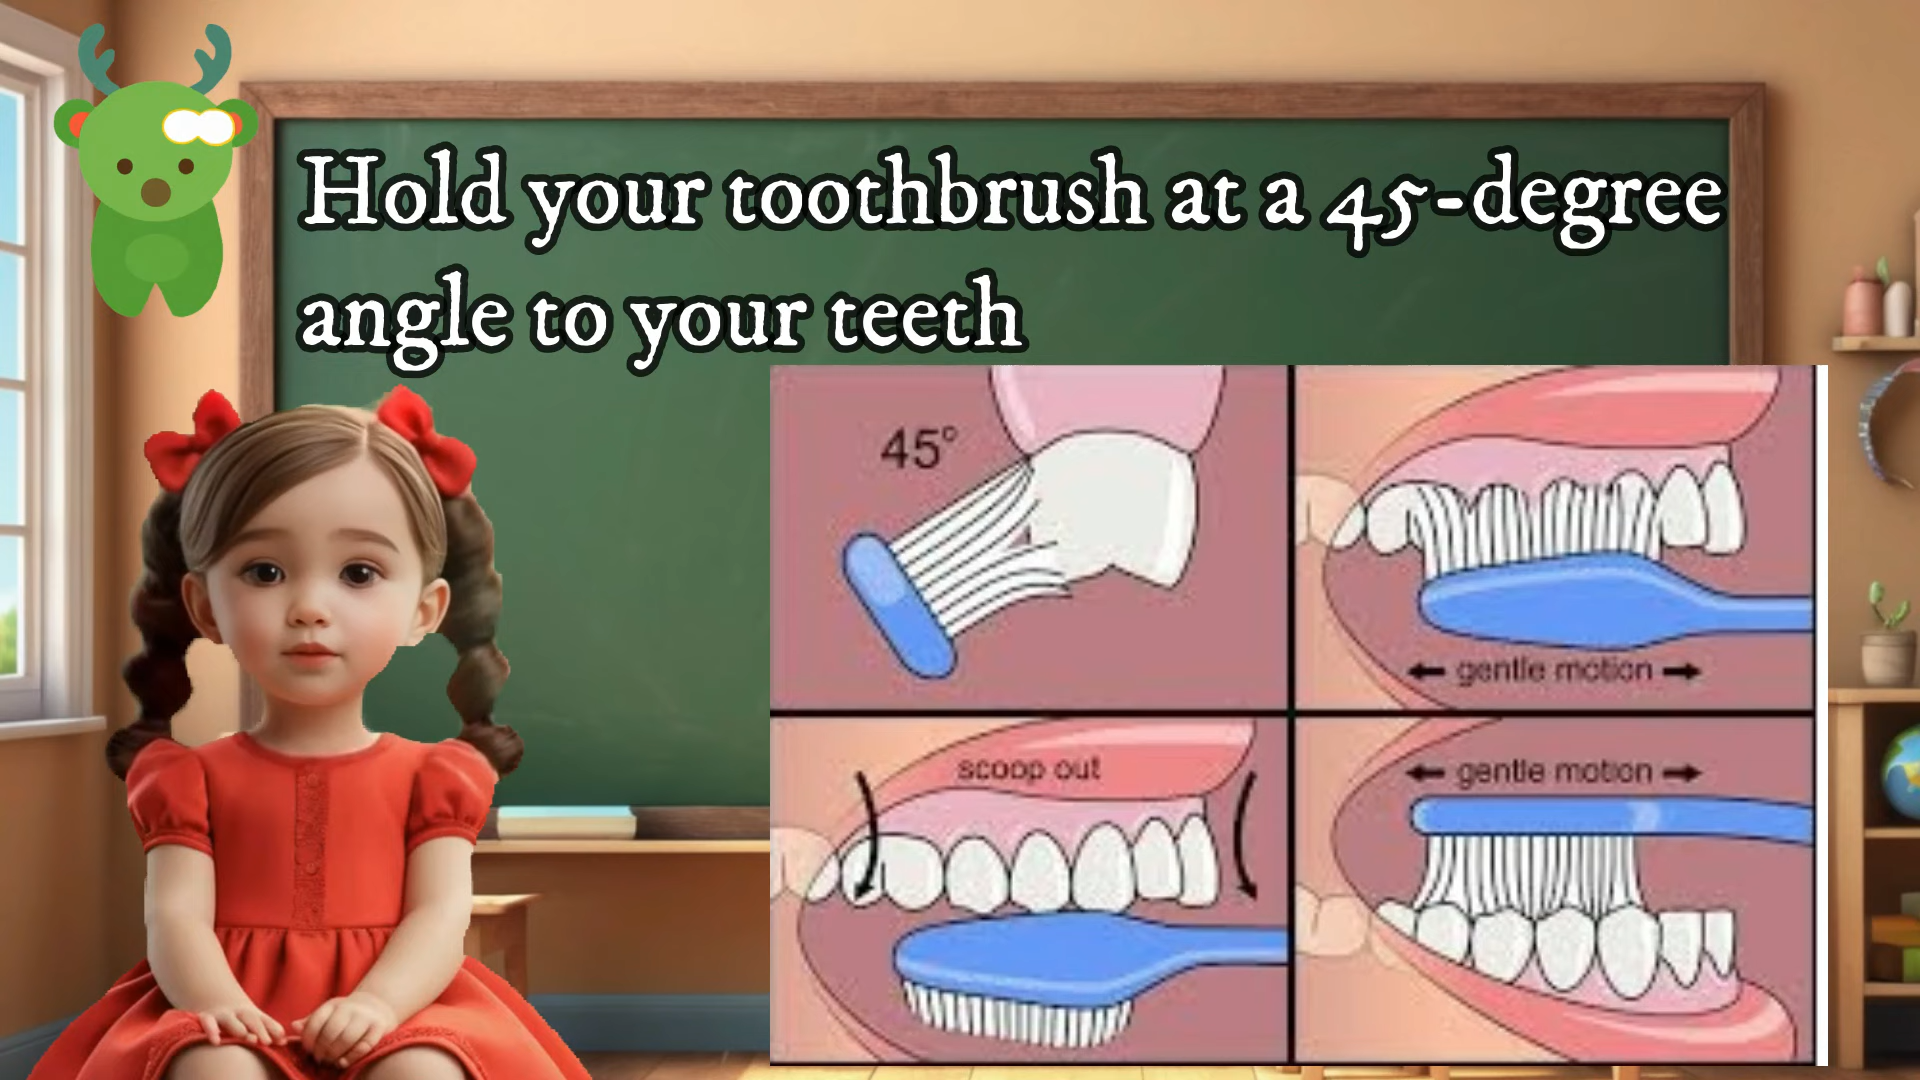 Hold your toothbrush at a 45-degree
angle to your teeth
45°
gentle motion
scoop out
gentle motion